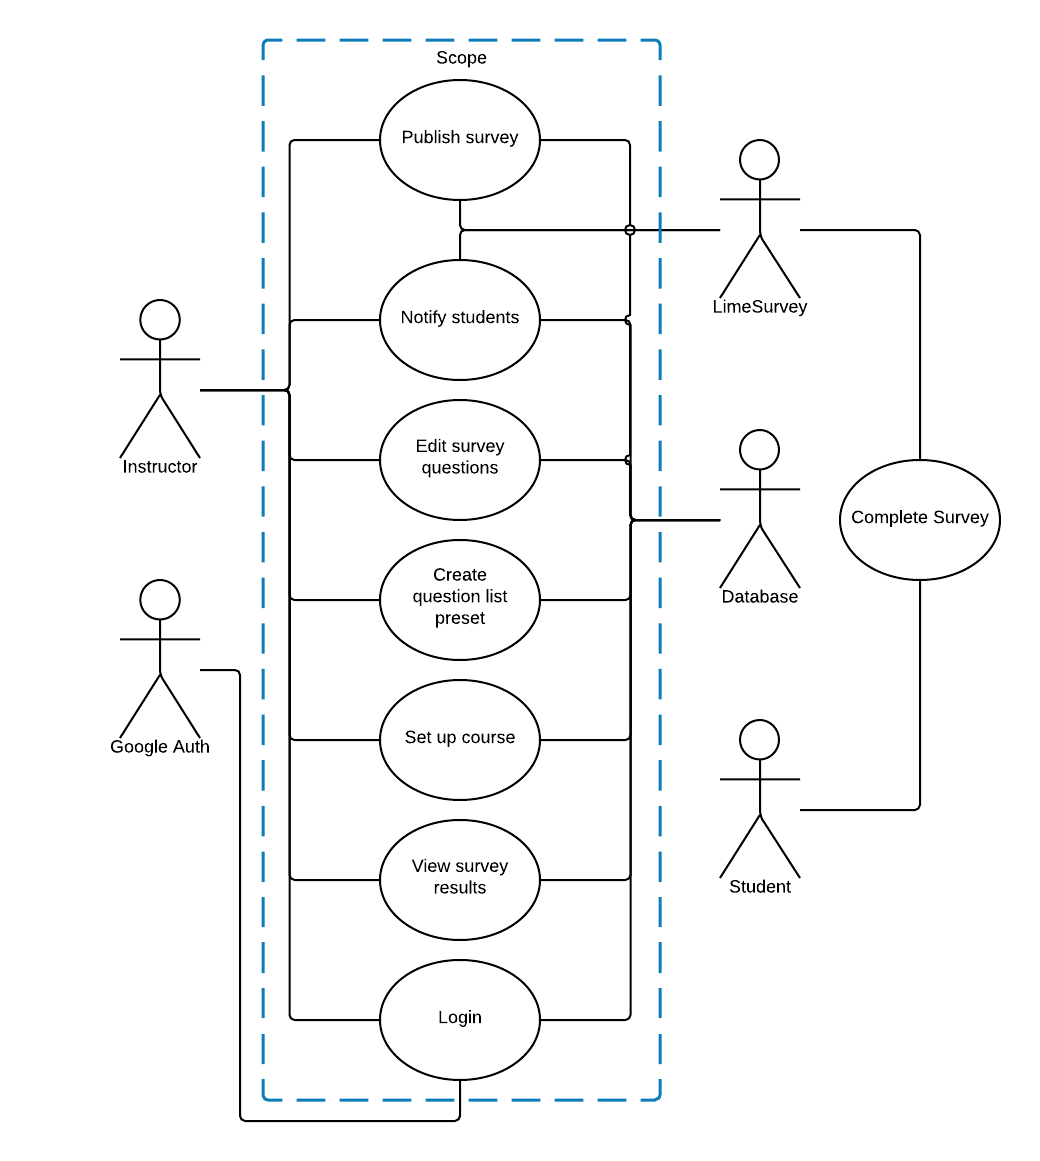 Scope
Publish survey
LimeSurvey
Notify students
Instructor
Edit survey
questions
Complete Survey
Database
Create
question list
preset
Google Auth
Set up course
Student
View survey
results
Login